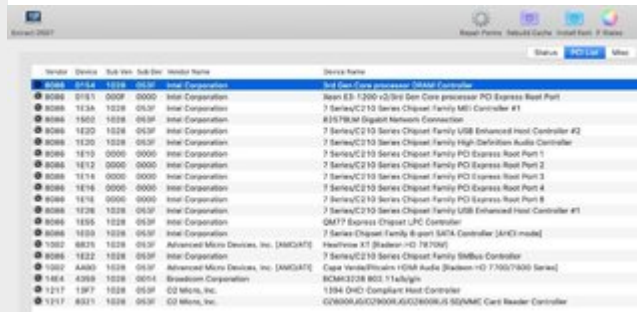 Extract DSDT Repair Perms Rebuild Cache Install Kext P States
Status PCI List Misc
Vendor Device Sub Ven Sub Dev Vendor Name Device Name
8086 0154 1028 053F Intel Corporation 3rd Gen Core processor DRAM Controller
8086 0151 000F 0000 Intel Corporation Xeon E3-1200 v2/3rd Gen Core processor PCI Express Root Port
8086 1E3A 1028 053F Intel Corporation 7 Series/C210 Series Chipset Family MEI Controller #1
8086 1502 1028 053F Intel Corporation 82579LM Gigabit Network Connection
8086 1E2D 1028 053F Intel Corporation 7 Series/C210 Series Chipset Family USB Enhanced Host Controller #2
8086 1E20 1028 053F Intel Corporation 7 Series/C210 Series Chipset Family High Definition Audio Controller
8086 1E10 0000 0000 Intel Corporation 7 Series/C210 Series Chipset Family PCI Express Root Port 1
8086 1E12 0000 0000 Intel Corporation 7 Series/C210 Series Chipset Family PCI Express Root Port 2
8086 1E14 0000 0000 Intel Corporation 7 Series/C210 Series Chipset Family PCI Express Root Port 3
8086 1E16 0000 0000 Intel Corporation 7 Series/C210 Series Chipset Family PCI Express Root Port 4
8086 0000 0000 Intel Corporation 7 Series/C210 Series Chipset Family PCI Express Root Port
8086 1E26 1028 053F Intel Corporation 7 Series/C210 Series Chipset Family USB Enhanced Host Controller #1
8086 1E55 1028 053F Intel Corporation QM77 Express Chipset LPC Controller
8086 1E03 1028 053F Intel Corporation 7 Series Chipset Family 6-port SATA Controller [AHCI mode]
1002 6825 1028 053F Advanced Micro Devices, Inc. [AMD/ATI] Heathrow XT [Radeon HD 7870M]
8086 1E22 1028 053F Intel Corporation 7 Series/C210 Series Chipset Family SMBus Controller
1002 AAB0 1028 053F Advanced Micro Devices, Inc. [AMD/ATI] Cape Verde/Pitcairn HDMI Audio [Radeon HD 7700/7800 Series]
14E4 4359 1028 0014 Broadcom Corporation BCM43228 802.11a/b/g/n
1217 13F7 1028 053F O2 Micro, Inc. 1394 OHCI Compliant Host Controller
1217 8321 1028 053F O2 Micro, Inc. SD/MMC Card Reader Controller